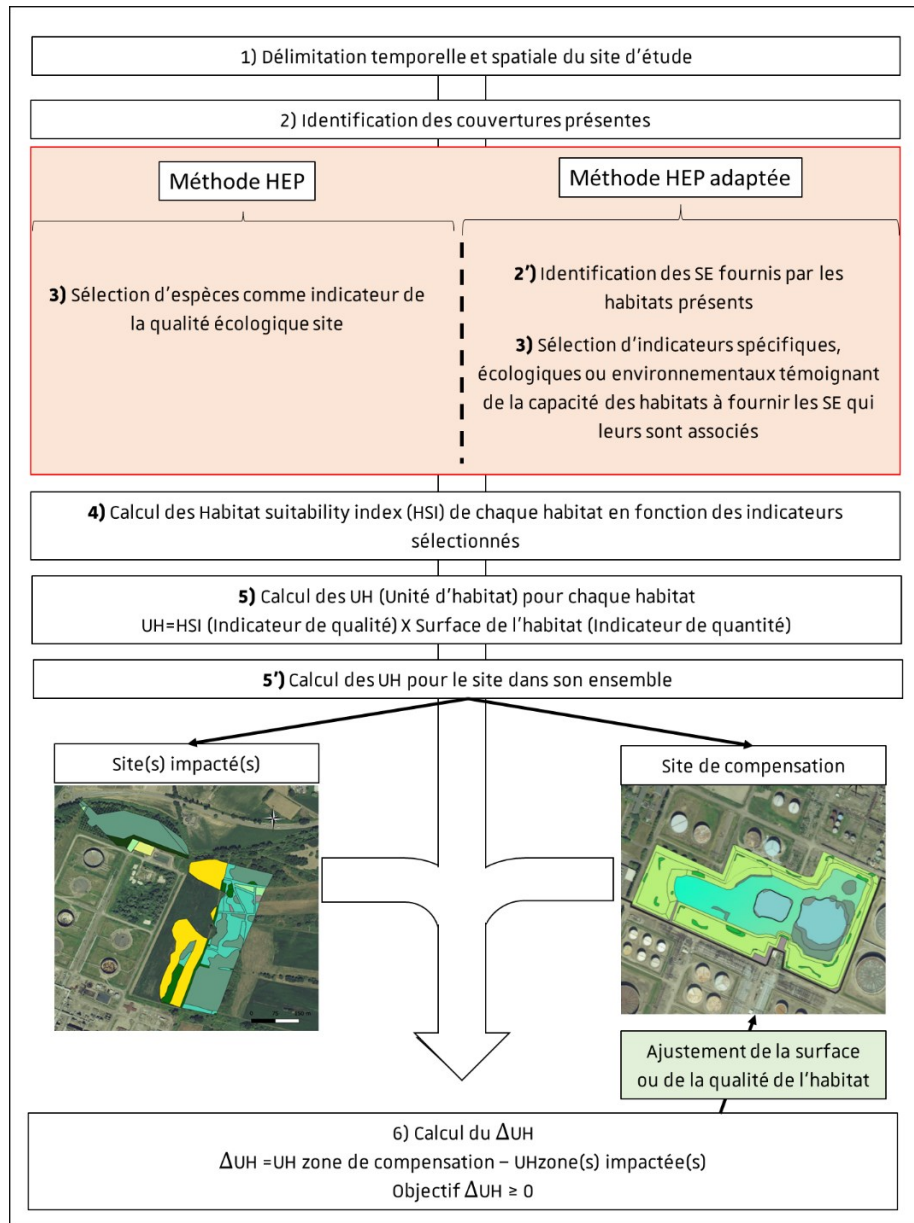 1) Délimitation temporelle et spatiale du site d'étude
2) Identification des couvertures présentes
Méthode HEP
3) Sélection d'espèces comme indicateur de
la qualité écologique site
Méthode HEP adaptée
2') Identification des SE fournis par les
habitats présents
3) Sélection d'indicateurs spécifiques,
écologiques ou environnementaux témoignant
de la capacité des habitats à fournir les SE qui
leurs sont associés
4) Calcul des Habitat suitability index (HSI) de chaque habitat en fonction des indicateurs
sélectionnés
5) Calcul des UH (Unité d'habitat) pour chaque habitat
UH=HSI (Indicateur de qualité) X Surface de l'habitat (Indicateur de quantité)
5') Calcul des UH pour le site dans son ensemble
Site(s) impacté(s)
Site de compensation
0 75 150 m
Ajustement de la surface
ou de la qualité de l'habitat
6) Calcul du ΔUH
ΔUH =UH zone de compensation – UHzone(s) impactée(s)
Objectif ΔUH ≥ 0